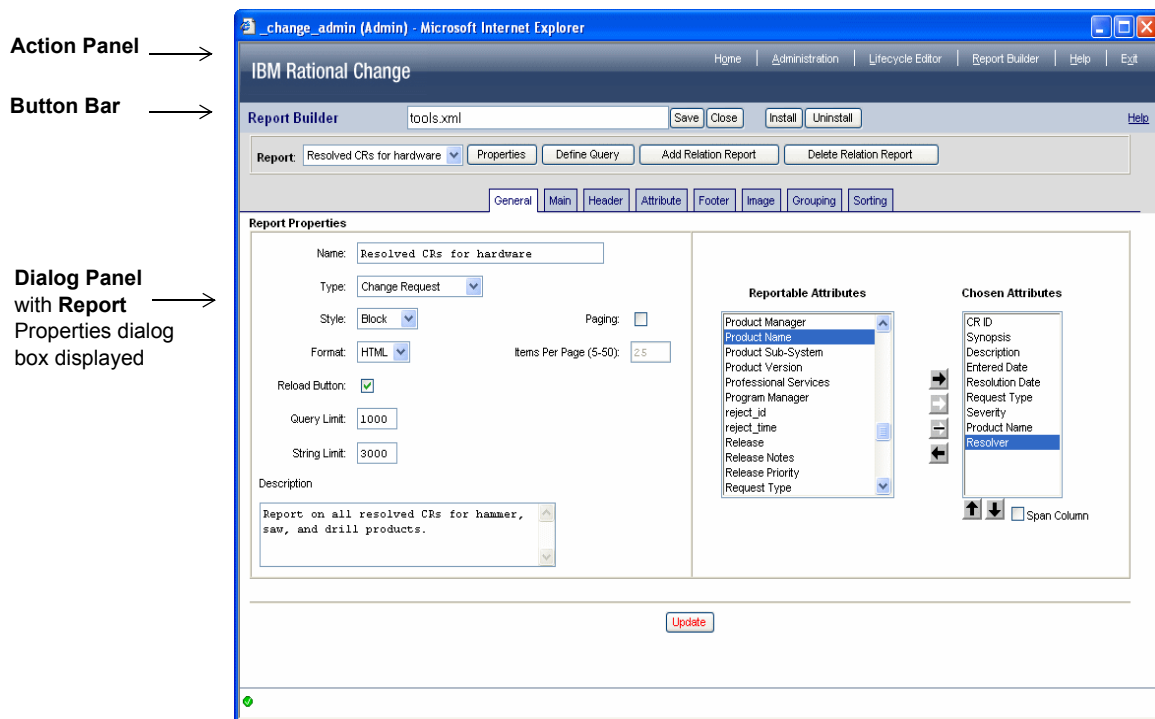 _change_admin (Admin) - Microsoft Internet Explorer
Action Panel
IBM Rational Change
Home
Administration
Lifecycle Editor
Report Builder
Help
Exit
Button Bar
Report Builder
tools.xml
Save
Close
Install
Uninstall
Help
Report:
Resolved CRs for hardware
Properties
Define Query
Add Relation Report
Delete Relation Report
General
Main
Header
Attribute
Footer
Image
Grouping
Sorting
Report Properties
Dialog Panel
with Report
Properties dialog
box displayed
Name:
Resolved CRs for hardware
Type:
Change Request
Style:
Block
Paging:
Format:
HTML
Items Per Page (5-50):
25
Reload Button:
Query Limit:
1000
String Limit:
3000
Description
Report on all resolved CRs for hammer,
saw, and drill products.
Reportable Attributes
Product Manager
Product Name
Product Sub-System
Product Version
Professional Services
Program Manager
reject_id
reject_time
Release
Release Notes
Release Priority
Request Type
Chosen Attributes
CR ID
Synopsis
Description
Entered Date
Resolution Date
Request Type
Severity
Product Name
Resolver
Span Column
Update